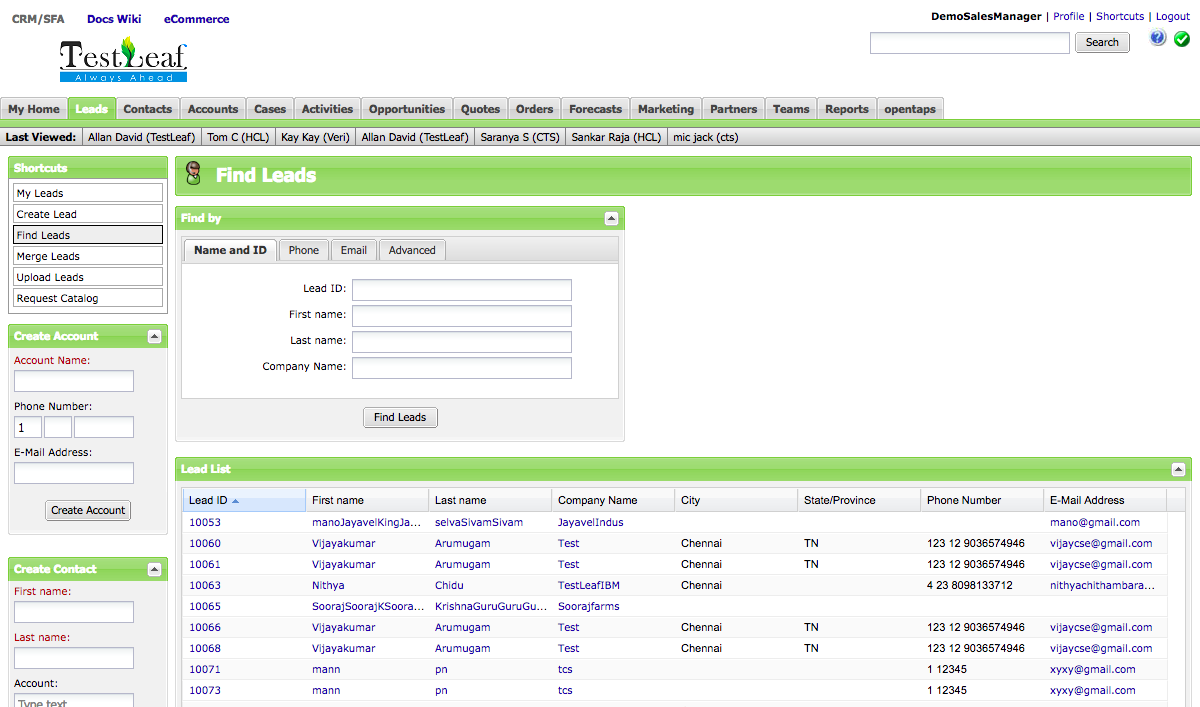 CRM/SFA Docs Wiki eCommerce
DemoSalesManager | Profile | Shortcuts | Logout
TestLeaf
Always Ahead
Search
?
My Home Leads Contacts Accounts Cases Activities Opportunities Quotes Orders Forecasts Marketing Partners Teams Reports opentaps
Last Viewed: Allan David (TestLeaf) Tom C (HCL) Kay Kay (Veri) Allan David (TestLeaf) Saranya S (CTS) Sankar Raja (HCL) mic jack (cts)
Shortcuts
My Leads
Create Lead
Find Leads
Merge Leads
Upload Leads
Request Catalog
Create Account
Account Name:
Phone Number:
1
E-Mail Address:
Create Account
Create Contact
First name:
Last name:
Account:
Type text
Find Leads
Find by
Name and ID Phone Email Advanced
Lead ID:
First name:
Last name:
Company Name:
Find Leads
Lead List
Lead ID First name Last name Company Name City State/Province Phone Number E-Mail Address
10053 manoJayavelKingJa... selvaSivamSivam JayavelIndus mano@gmail.com
10060 Vijayakumar Arumugam Test Chennai TN 123 12 9036574946 vijaycse@gmail.com
10061 Vijayakumar Arumugam Test Chennai TN 123 12 9036574946 vijaycse@gmail.com
10063 Nithya Chidu TestLeafIBM Chennai 4 23 8098133712 nithyachithambara...
10065 SoorajSoorajKSoora... KrishnaGuruGuruGu... Soorajfarms
10066 Vijayakumar Arumugam Test Chennai TN 123 12 9036574946 vijaycse@gmail.com
10068 Vijayakumar Arumugam Test Chennai TN 123 12 9036574946 vijaycse@gmail.com
10071 mann pn tcs 1 12345 xyxy@gmail.com
10073 mann pn tcs 1 12345 xyxy@gmail.com